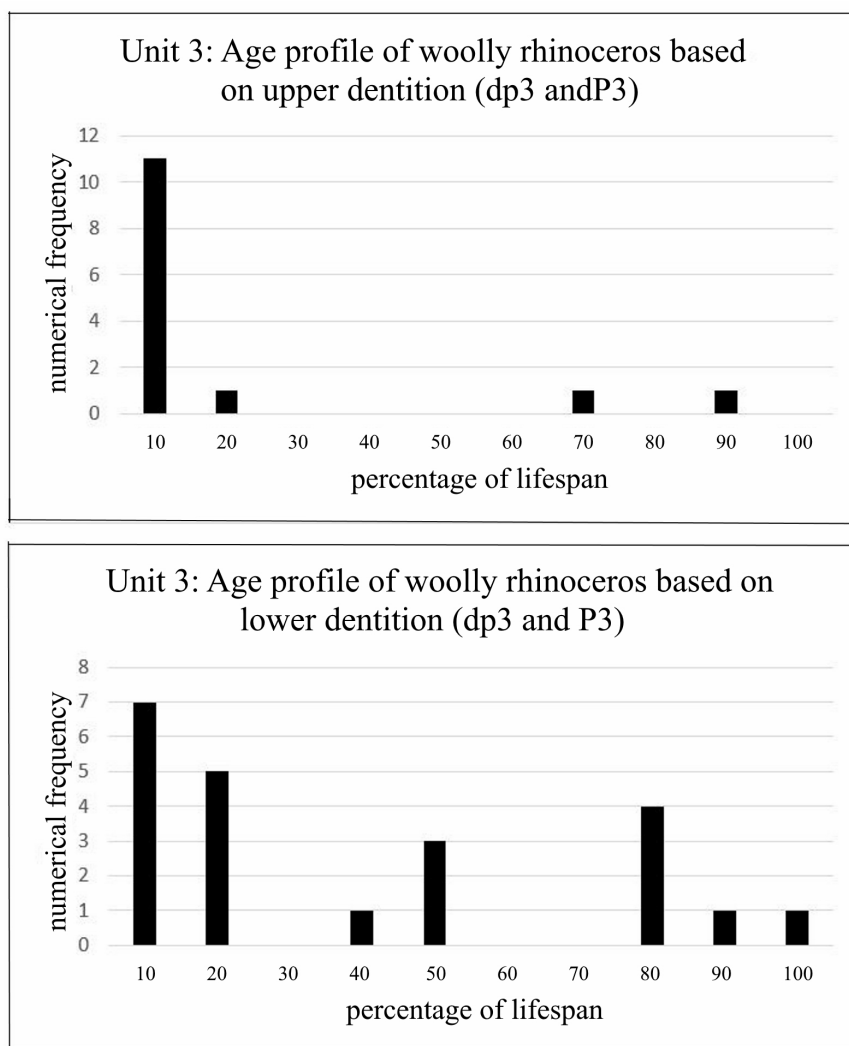 Unit 3: Age profile of woolly rhinoceros based
on upper dentition (dp3 andP3)
numerical frequency
12
10
8
6
4
2
0
10 20 30 40 50 60 70 80 90 100
percentage of lifespan
Unit 3: Age profile of woolly rhinoceros based on
lower dentition (dp3 and P3)
numerical frequency
8
7
6
5
4
3
2
1
0
10 20 30 40 50 60 70 80 90 100
percentage of lifespan